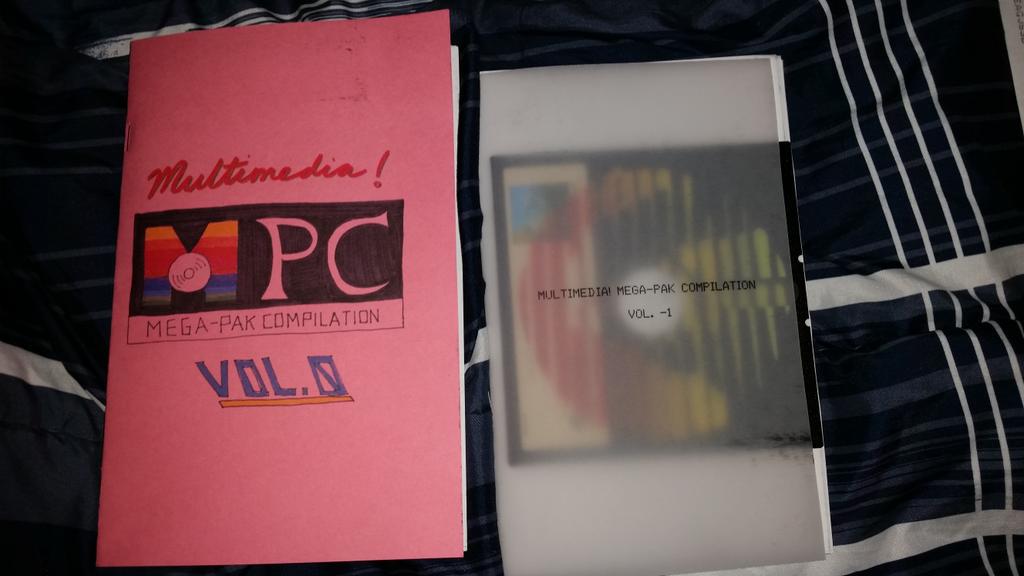 Multimedia!
MPC
MEGA-PAK COMPILATION
VOL.0
MULTIMEDIA! MEGA-PAK COMPILATION
VOL. -1